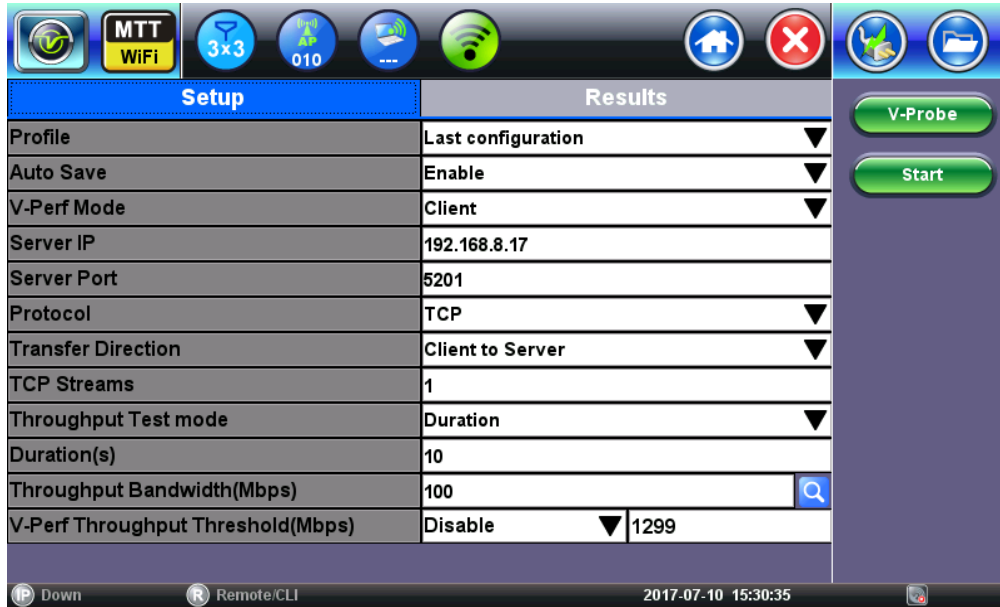 MTT
WiFi
3×3
AP
010
---
Setup
Results
V-Probe
Start
Profile
Last configuration
Auto Save
Enable
V-Perf Mode
Client
Server IP
192.168.8.17
Server Port
5201
Protocol
TCP
Transfer Direction
Client to Server
TCP Streams
1
Throughput Test mode
Duration
Duration(s)
10
Throughput Bandwidth(Mbps)
100
V-Perf Throughput Threshold(Mbps)
Disable
1299
IP Down
R Remote/CLI
2017-07-10 15:30:35